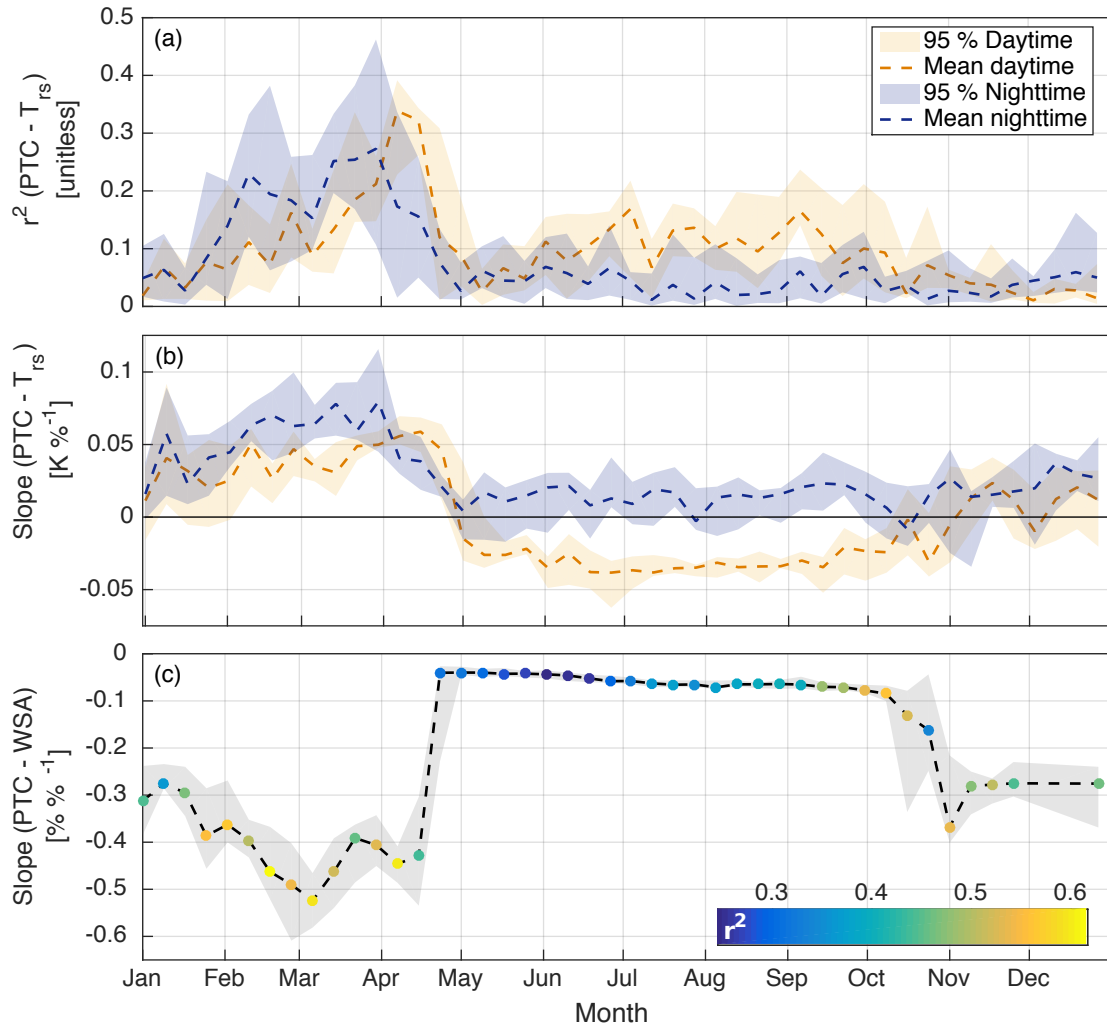 (a)
0.5
0.4
0.3
0.2
0.1
0
r² (PTC - Tᵣₛ)
[unitless]
95 % Daytime
Mean daytime
95 % Nighttime
Mean nighttime
(b)
0.1
0.05
0
-0.05
Slope (PTC - Tᵣₛ)
[K %⁻¹]
(c)
0
-0.1
-0.2
-0.3
-0.4
-0.5
-0.6
Slope (PTC - WSA)
[% % ⁻¹]
0.3 0.4 0.5 0.6
r²
Jan Feb Mar Apr May Jun Jul Aug Sep Oct Nov Dec
Month